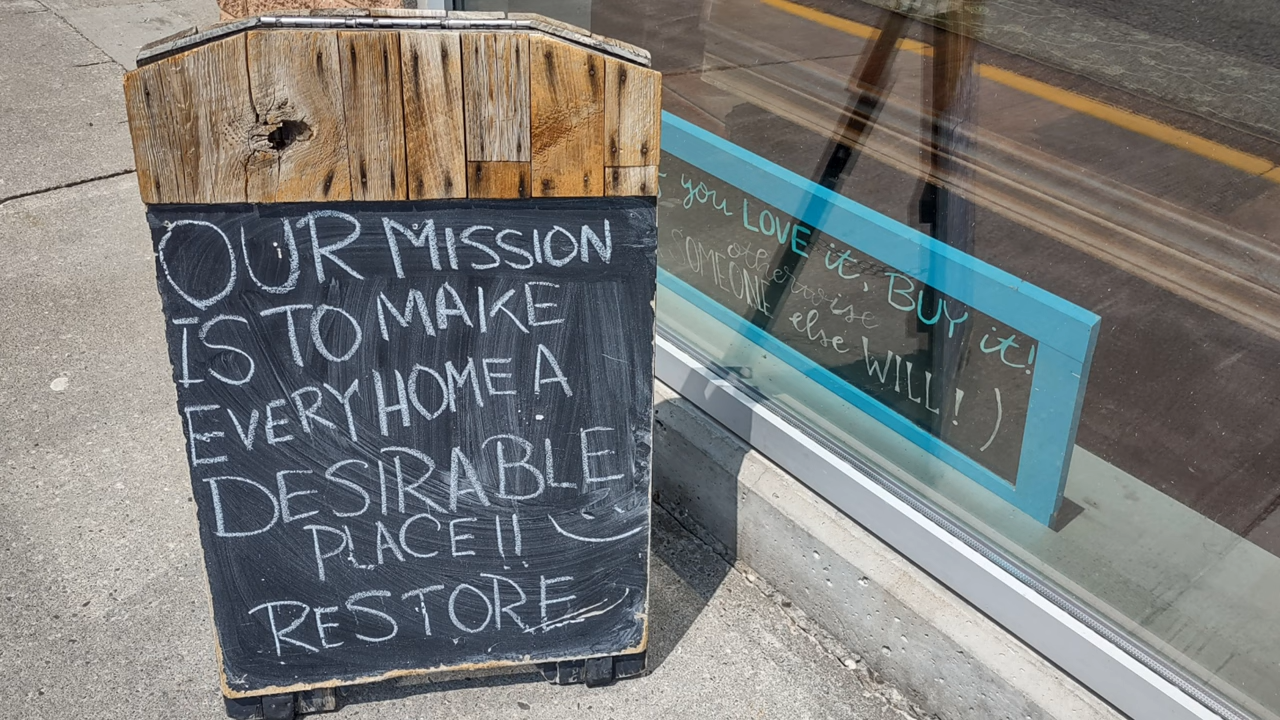 OUR MISSION
IS TO MAKE
EVERY HOME A
DESIRABLE
PLACE!!
RESTORE
you LOVE it, BUY it!
otherwise
SOMEONE else WILL!)